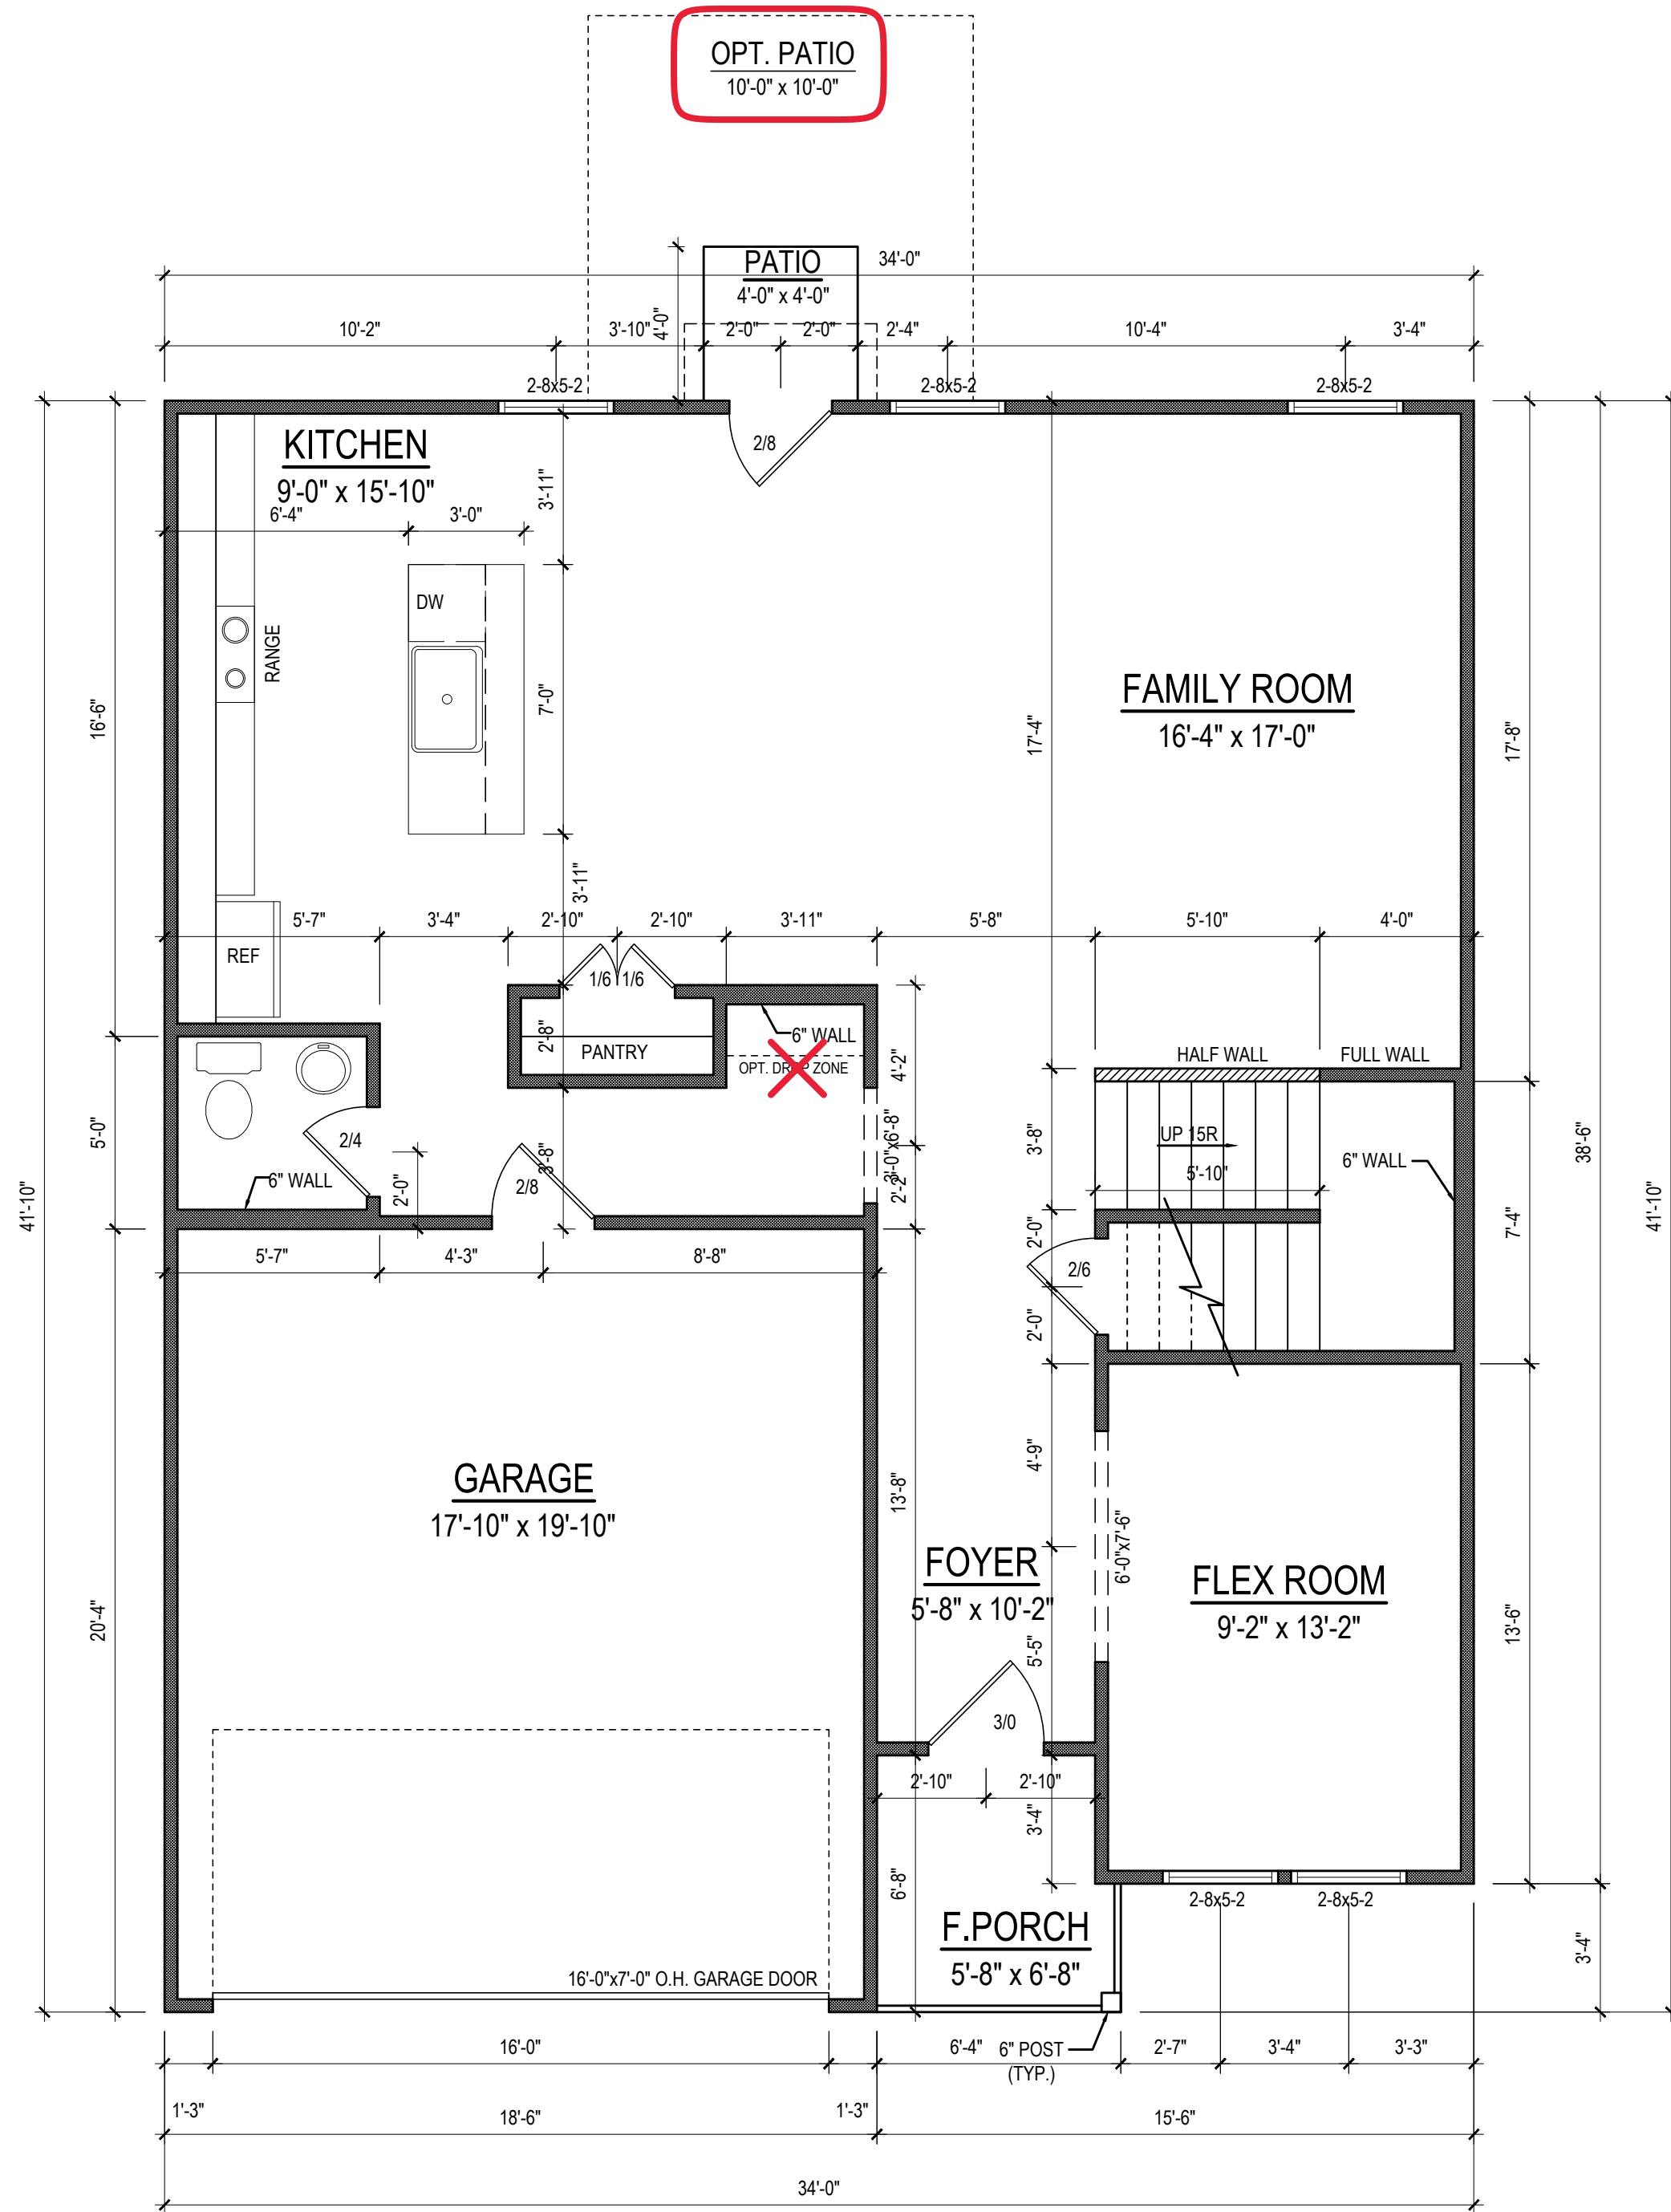 OPT. PATIO
10'-0" x 10'-0"
PATIO
4'-0" x 4'-0"
34'-0"
4'-0"
10'-2"
3'-10"
2'-0"
2'-0"
2'-4"
10'-4"
3'-4"
2-8x5-2
2-8x5-2
2-8x5-2
KITCHEN
9'-0" x 15'-10"
2/8
6'-4"
3'-0"
3'-11"
DW
RANGE
7'-0"
FAMILY ROOM
16'-4" x 17'-0"
16'-6"
17'-4"
17'-8"
3'-11"
5'-7"
3'-4"
2'-10"
2'-10"
3'-11"
5'-8"
5'-10"
4'-0"
REF
1/6
1/6
2'-8"
PANTRY
6" WALL
OPT. DROP ZONE
4'-2"
HALF WALL
FULL WALL
5'-0"
2/4
6" WALL
2'-0"
2/8
3'-8"
3'-0"x6'-8"
2'-2"
3'-8"
UP 15R
5'-10"
6" WALL
38'-6"
41'-10"
41'-10"
7'-4"
5'-7"
4'-3"
8'-8"
2'-0"
2/6
2'-0"
GARAGE
17'-10" x 19'-10"
13'-8"
4'-9"
6'-0"x7'-6"
FOYER
5'-8" x 10'-2"
FLEX ROOM
9'-2" x 13'-2"
20'-4"
13'-6"
5'-5"
3/0
2'-10"
2'-10"
3'-4"
6'-8"
2-8x5-2
2-8x5-2
F.PORCH
5'-8" x 6'-8"
3'-4"
16'-0"x7'-0" O.H. GARAGE DOOR
16'-0"
6'-4"
6" POST
(TYP.)
2'-7"
3'-4"
3'-3"
1'-3"
18'-6"
1'-3"
15'-6"
34'-0"